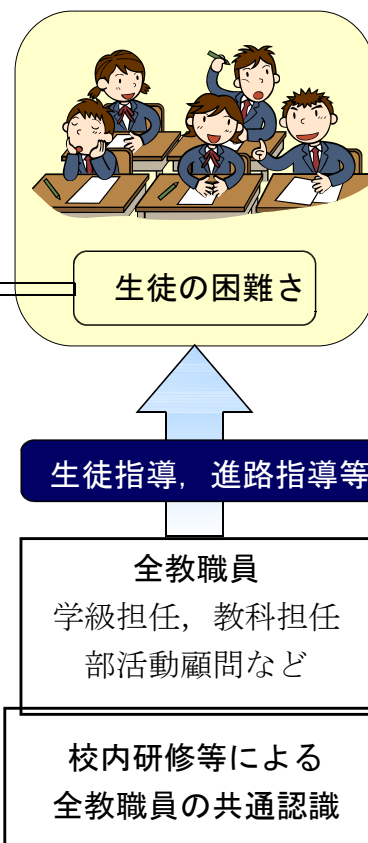 生徒の困難さ
生徒指導，進路指導等
全教職員
学級担任，教科担任
部活動顧問など
校内研修等による
全教職員の共通認識